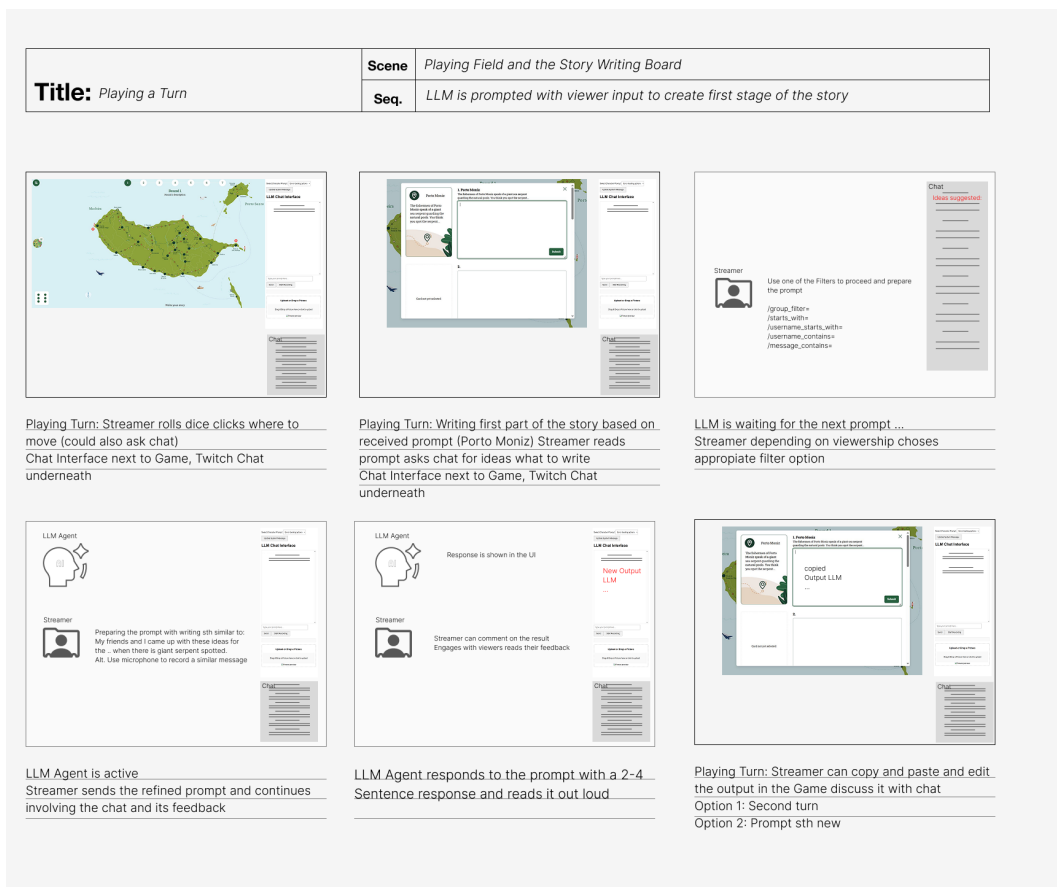 Title: Playing a Turn
Scene
Playing Field and the Story Writing Board
Seq.
LLM is prompted with viewer input to create first stage of the story
LLM Chat Interface
Chat
Playing Turn: Streamer rolls dice clicks where to
move (could also ask chat)
Chat Interface next to Game, Twitch Chat
underneath
Porto Moniz
1. Porto Moniz
Submit
2.
LLM Chat Interface
Chat
Playing Turn: Writing first part of the story based on
received prompt (Porto Moniz) Streamer reads
prompt asks chat for ideas what to write
Chat Interface next to Game, Twitch Chat
underneath
Chat
Ideas suggested:
Streamer
Use one of the Filters to proceed and prepare
the prompt
/group_filter=
/starts_with=
/username_starts_with=
/username_contains=
/message_contains=
LLM is waiting for the next prompt ...
Streamer depending on viewership choses
appropiate filter option
LLM Agent
LLM Chat Interface
Streamer
Preparing the prompt with writing sth similar to:
My friends and I came up with these ideas for
the .. when there is giant serpent spotted.
Alt. Use microphone to record a similar message
Chat
LLM Agent is active
Streamer sends the refined prompt and continues
involving the chat and its feedback
LLM Agent
Response is shown in the UI
LLM Chat Interface
New Output
LLM
...
Streamer
Streamer can comment on the result
Engages with viewers reads their feedback
Chat
LLM Agent responds to the prompt with a 2-4
Sentence response and reads it out loud
Porto Moniz
1. Porto Moniz
copied
Output LLM
...
Submit
2.
LLM Chat Interface
Chat
Playing Turn: Streamer can copy and paste and edit
the output in the Game discuss it with chat
Option 1: Second turn
Option 2: Prompt sth new